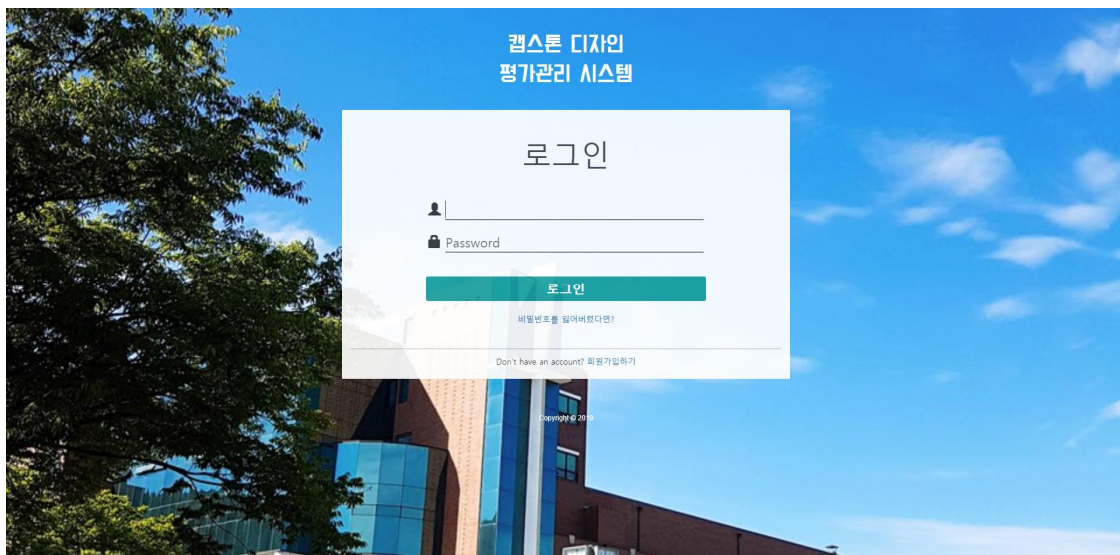 캡스톤 디자인
평가관리 시스템
로그인
Password
로그인
비밀번호를 잃어버렸다면?
Don't have an account? 회원가입하기
Copyright © 2019